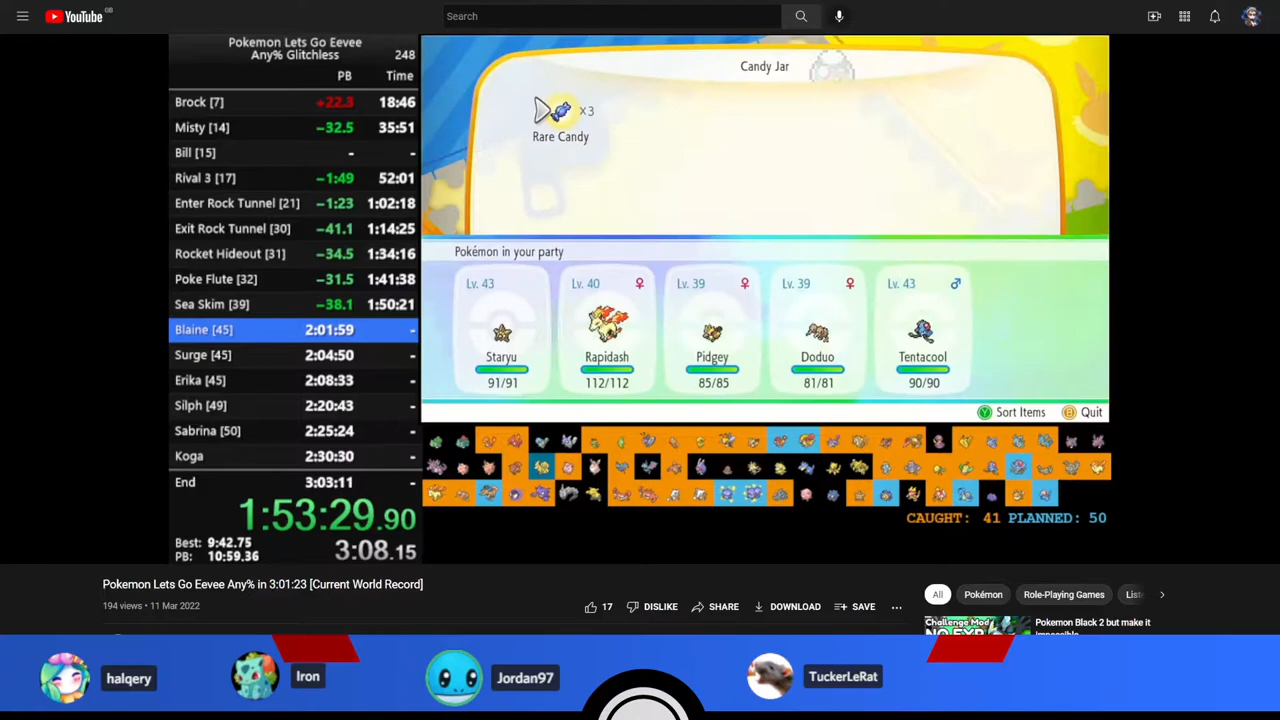 YouTube GB
Search
Pokemon Lets Go Eevee
Any% Glitchless 248
PB Time
Brock [7] +22.3 18:46
Misty [14] −32.5 35:51
Bill [15] - -
Rival 3 [17] −1:49 52:01
Enter Rock Tunnel [21] −1:23 1:02:18
Exit Rock Tunnel [30] −41.1 1:14:25
Rocket Hideout [31] −34.5 1:34:16
Poke Flute [32] −31.5 1:41:38
Sea Skim [39] −38.1 1:50:21
Blaine [45] 2:01:59 -
Surge [45] 2:04:50 -
Erika [45] 2:08:33 -
Silph [49] 2:20:43 -
Sabrina [50] 2:25:24 -
Koga 2:30:30 -
End 3:03:11 -
1:53:29.90
Best: 9:42.75
PB: 10:59.36
3:08.15
Candy Jar
×3
Rare Candy
Pokémon in your party
Lv. 43 Lv. 40 ♀ Lv. 39 ♀ Lv. 39 ♀ Lv. 43 ♂
Staryu Rapidash Pidgey Doduo Tentacool
91/91 112/112 85/85 81/81 90/90
Y Sort Items B Quit
CAUGHT: 41 PLANNED: 50
Pokemon Lets Go Eevee Any% in 3:01:23 [Current World Record]
194 views • 11 Mar 2022
17 DISLIKE SHARE DOWNLOAD SAVE ...
All Pokémon Role-Playing Games
Challenge Mod
NO EXP
Pokemon Black 2 but make it
impossible
halqery Iron Jordan97 TuckerLeRat